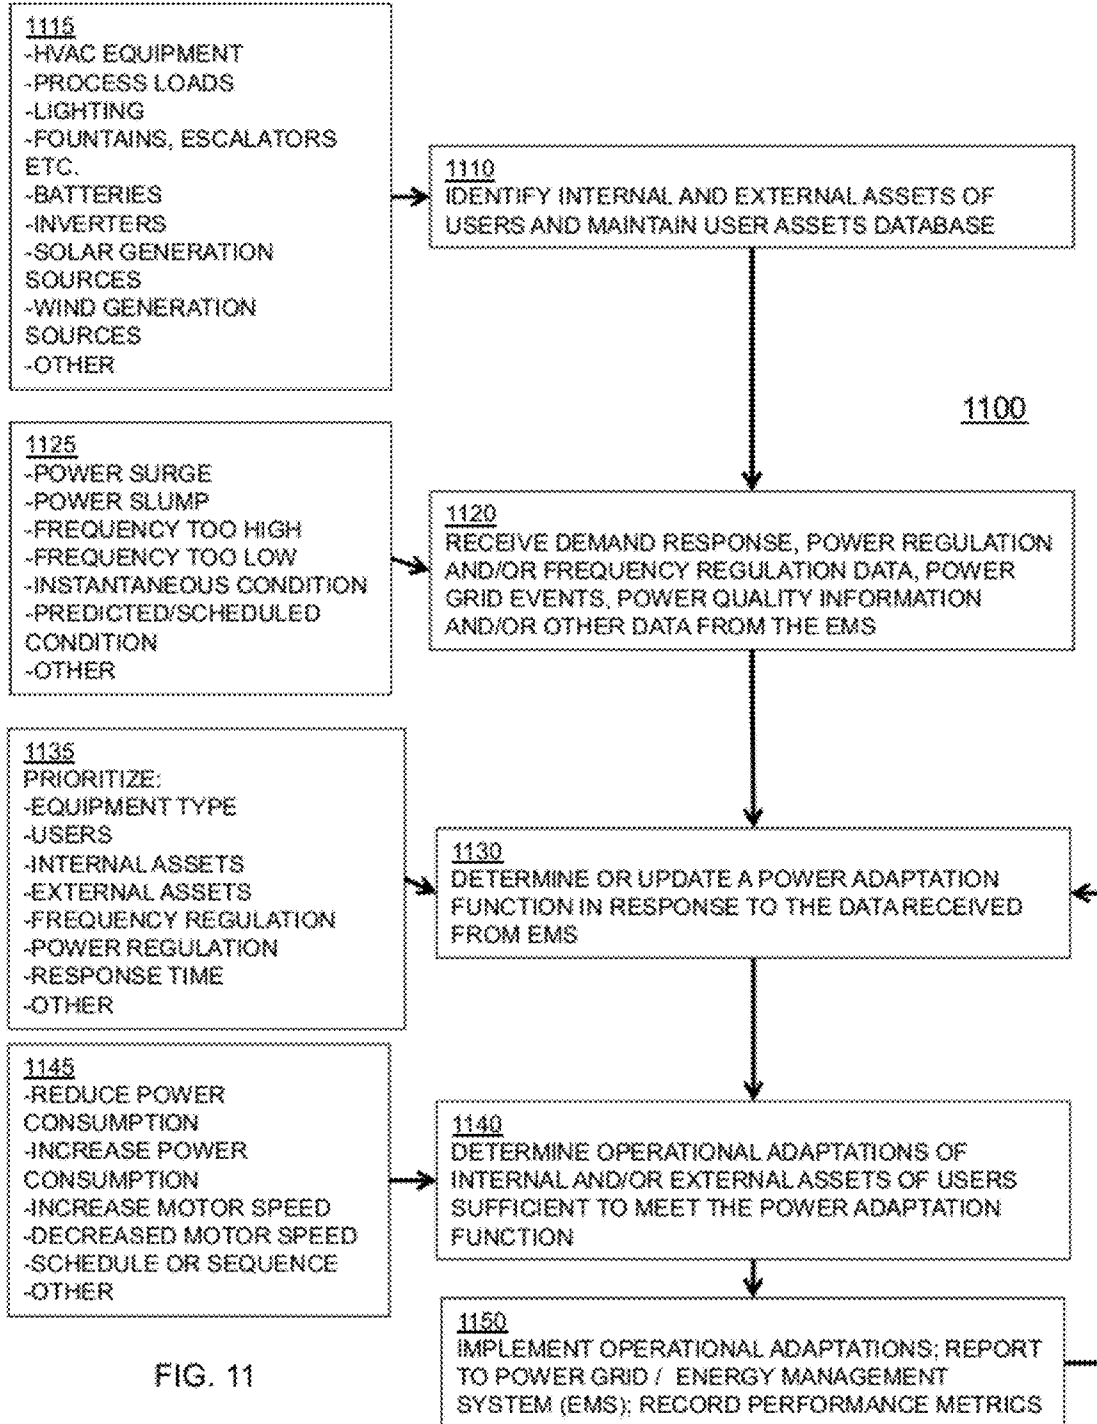 1115
-HVAC EQUIPMENT
-PROCESS LOADS
-LIGHTING
-FOUNTAINS, ESCALATORS
ETC.
-BATTERIES
-INVERTERS
-SOLAR GENERATION
SOURCES
-WIND GENERATION
SOURCES
-OTHER
1110
IDENTIFY INTERNAL AND EXTERNAL ASSETS OF
USERS AND MAINTAIN USER ASSETS DATABASE
1100
1125
-POWER SURGE
-POWER SLUMP
-FREQUENCY TOO HIGH
-FREQUENCY TOO LOW
-INSTANTANEOUS CONDITION
-PREDICTED/SCHEDULED
CONDITION
-OTHER
1120
RECEIVE DEMAND RESPONSE, POWER REGULATION
AND/OR FREQUENCY REGULATION DATA, POWER
GRID EVENTS, POWER QUALITY INFORMATION
AND/OR OTHER DATA FROM THE EMS
1135
PRIORITIZE:
-EQUIPMENT TYPE
-USERS
-INTERNAL ASSETS
-EXTERNAL ASSETS
-FREQUENCY REGULATION
-POWER REGULATION
-RESPONSE TIME
-OTHER
1130
DETERMINE OR UPDATE A POWER ADAPTATION
FUNCTION IN RESPONSE TO THE DATA RECEIVED
FROM EMS
1145
-REDUCE POWER
CONSUMPTION
-INCREASE POWER
CONSUMPTION
-INCREASE MOTOR SPEED
-DECREASED MOTOR SPEED
-SCHEDULE OR SEQUENCE
-OTHER
1140
DETERMINE OPERATIONAL ADAPTATIONS OF
INTERNAL AND/OR EXTERNAL ASSETS OF USERS
SUFFICIENT TO MEET THE POWER ADAPTATION
FUNCTION
1150
IMPLEMENT OPERATIONAL ADAPTATIONS; REPORT
TO POWER GRID / ENERGY MANAGEMENT
SYSTEM (EMS); RECORD PERFORMANCE METRICS
FIG. 11